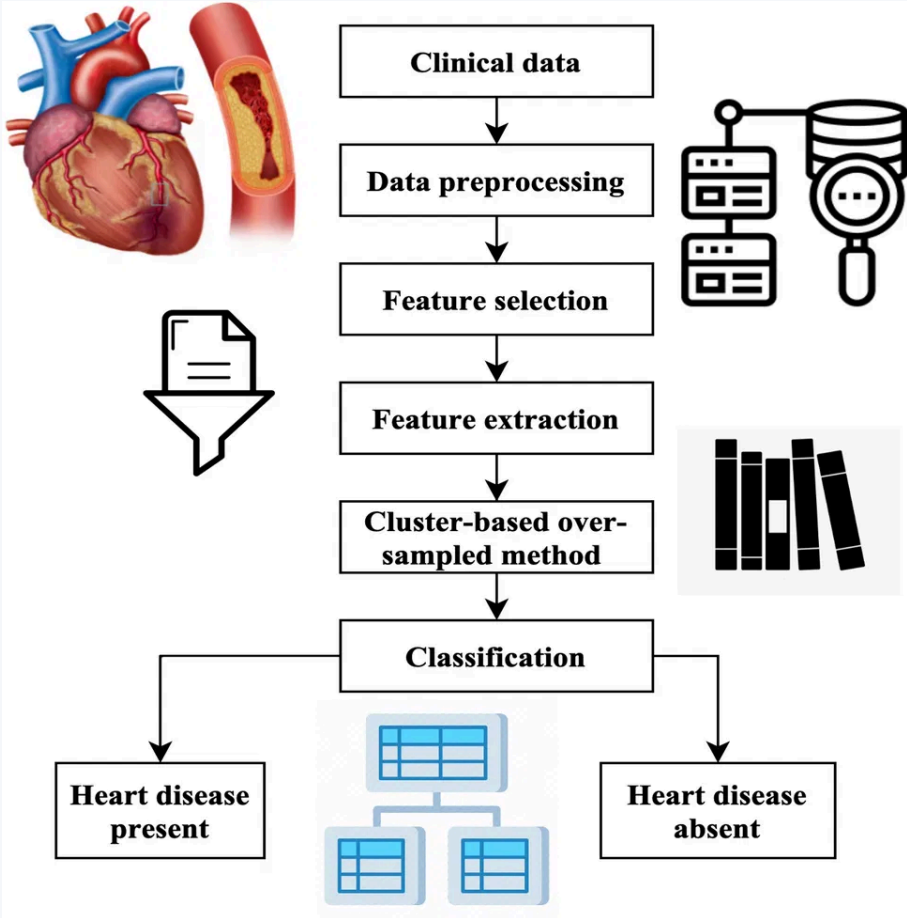 Clinical data
Data preprocessing
Feature selection
Feature extraction
Cluster-based over-
sampled method
Classification
Heart disease
present
Heart disease
absent